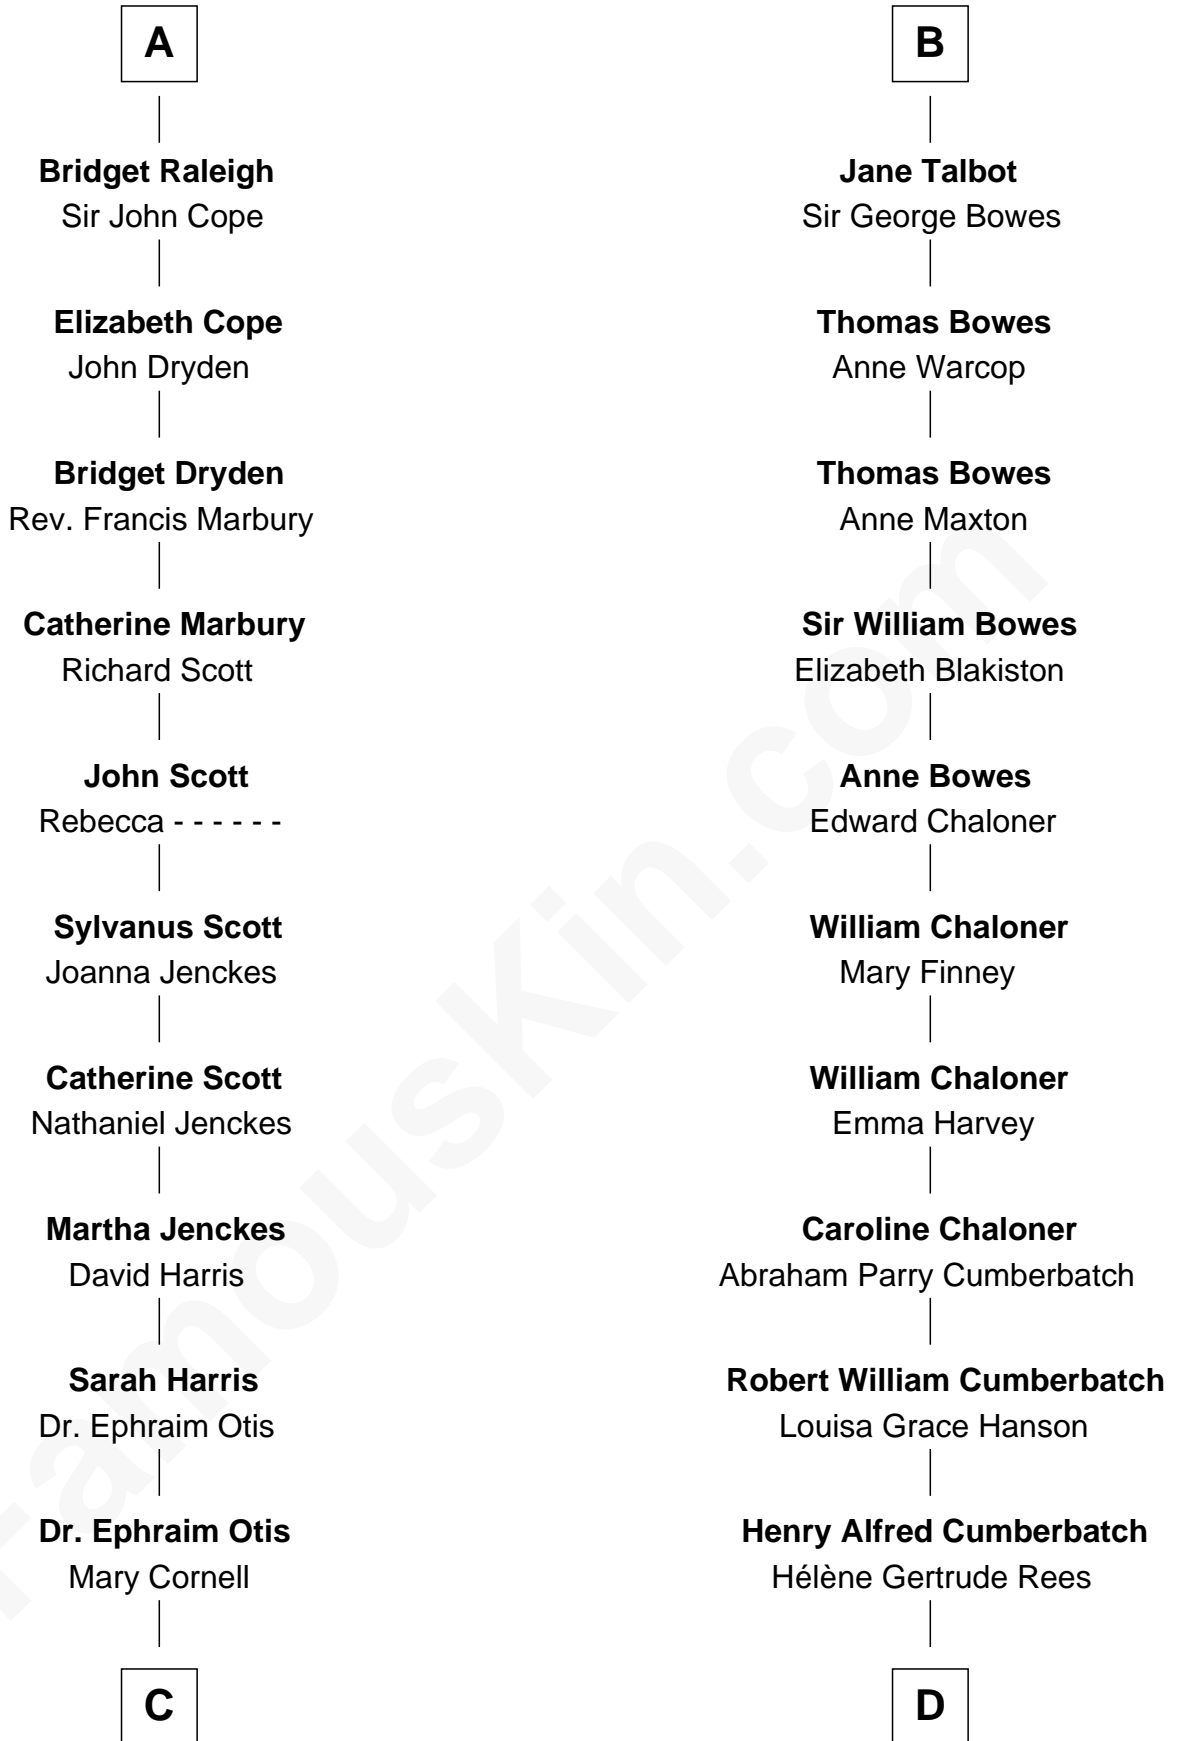 A
Bridget Raleigh
Sir John Cope
Elizabeth Cope
John Dryden
Bridget Dryden
Rev. Francis Marbury
Catherine Marbury
Richard Scott
John Scott
Rebecca - - - - - -
Sylvanus Scott
Joanna Jenckes
Catherine Scott
Nathaniel Jenckes
Martha Jenckes
David Harris
Sarah Harris
Dr. Ephraim Otis
Dr. Ephraim Otis
Mary Cornell
C
B
Jane Talbot
Sir George Bowes
Thomas Bowes
Anne Warcop
Thomas Bowes
Anne Maxton
Sir William Bowes
Elizabeth Blakiston
Anne Bowes
Edward Chaloner
William Chaloner
Mary Finney
William Chaloner
Emma Harvey
Caroline Chaloner
Abraham Parry Cumberbatch
Robert William Cumberbatch
Louisa Grace Hanson
Henry Alfred Cumberbatch
Hélène Gertrude Rees
D
FamousKin.com